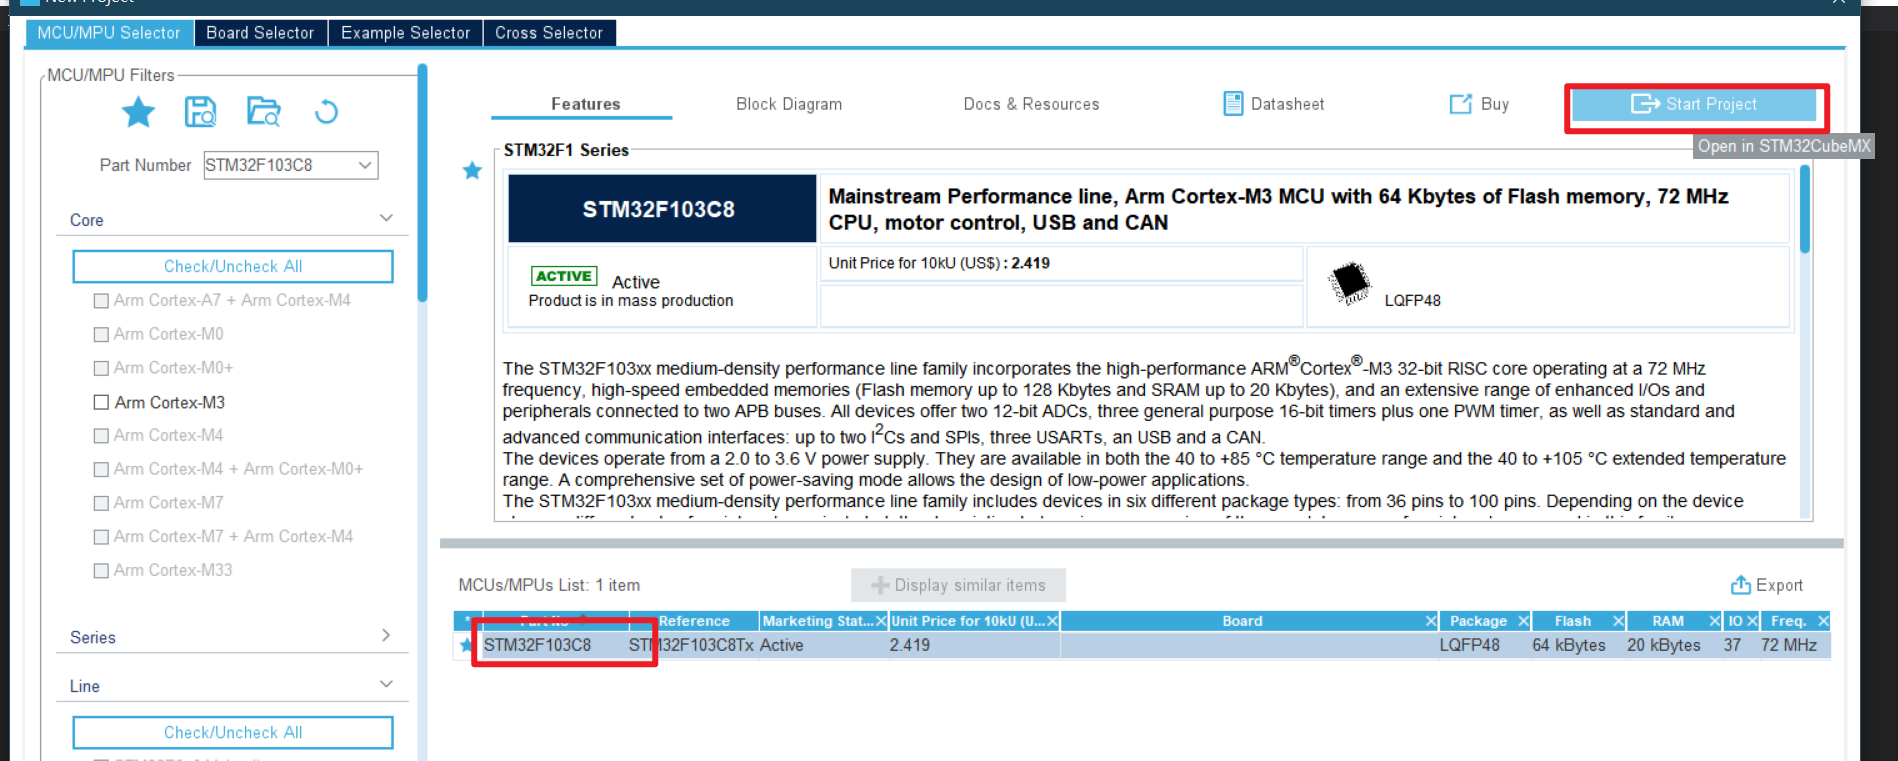 New Project
MCU/MPU Selector
Board Selector
Example Selector
Cross Selector
MCU/MPU Filters
Part Number
STM32F103C8
Core
Check/Uncheck All
Arm Cortex-A7 + Arm Cortex-M4
Arm Cortex-M0
Arm Cortex-M0+
Arm Cortex-M3
Arm Cortex-M4
Arm Cortex-M4 + Arm Cortex-M0+
Arm Cortex-M7
Arm Cortex-M7 + Arm Cortex-M4
Arm Cortex-M33
Series
Line
Check/Uncheck All
Features
Block Diagram
Docs & Resources
Datasheet
Buy
Start Project
Open in STM32CubeMX
STM32F1 Series
STM32F103C8
Mainstream Performance line, Arm Cortex-M3 MCU with 64 Kbytes of Flash memory, 72 MHz
CPU, motor control, USB and CAN
ACTIVE Active
Product is in mass production
Unit Price for 10kU (US$) : 2.419
LQFP48
The STM32F103xx medium-density performance line family incorporates the high-performance ARM®Cortex®-M3 32-bit RISC core operating at a 72 MHz
frequency, high-speed embedded memories (Flash memory up to 128 Kbytes and SRAM up to 20 Kbytes), and an extensive range of enhanced I/Os and
peripherals connected to two APB buses. All devices offer two 12-bit ADCs, three general purpose 16-bit timers plus one PWM timer, as well as standard and
advanced communication interfaces: up to two I²Cs and SPIs, three USARTs, an USB and a CAN.
The devices operate from a 2.0 to 3.6 V power supply. They are available in both the 40 to +85 °C temperature range and the 40 to +105 °C extended temperature
range. A comprehensive set of power-saving mode allows the design of low-power applications.
The STM32F103xx medium-density performance line family includes devices in six different package types: from 36 pins to 100 pins. Depending on the device
MCUs/MPUs List: 1 item
Display similar items
Export
* Part No Reference Marketing Stat... Unit Price for 10kU (U... Board Package Flash RAM IO Freq.
STM32F103C8 STM32F103C8Tx Active 2.419 LQFP48 64 kBytes 20 kBytes 37 72 MHz